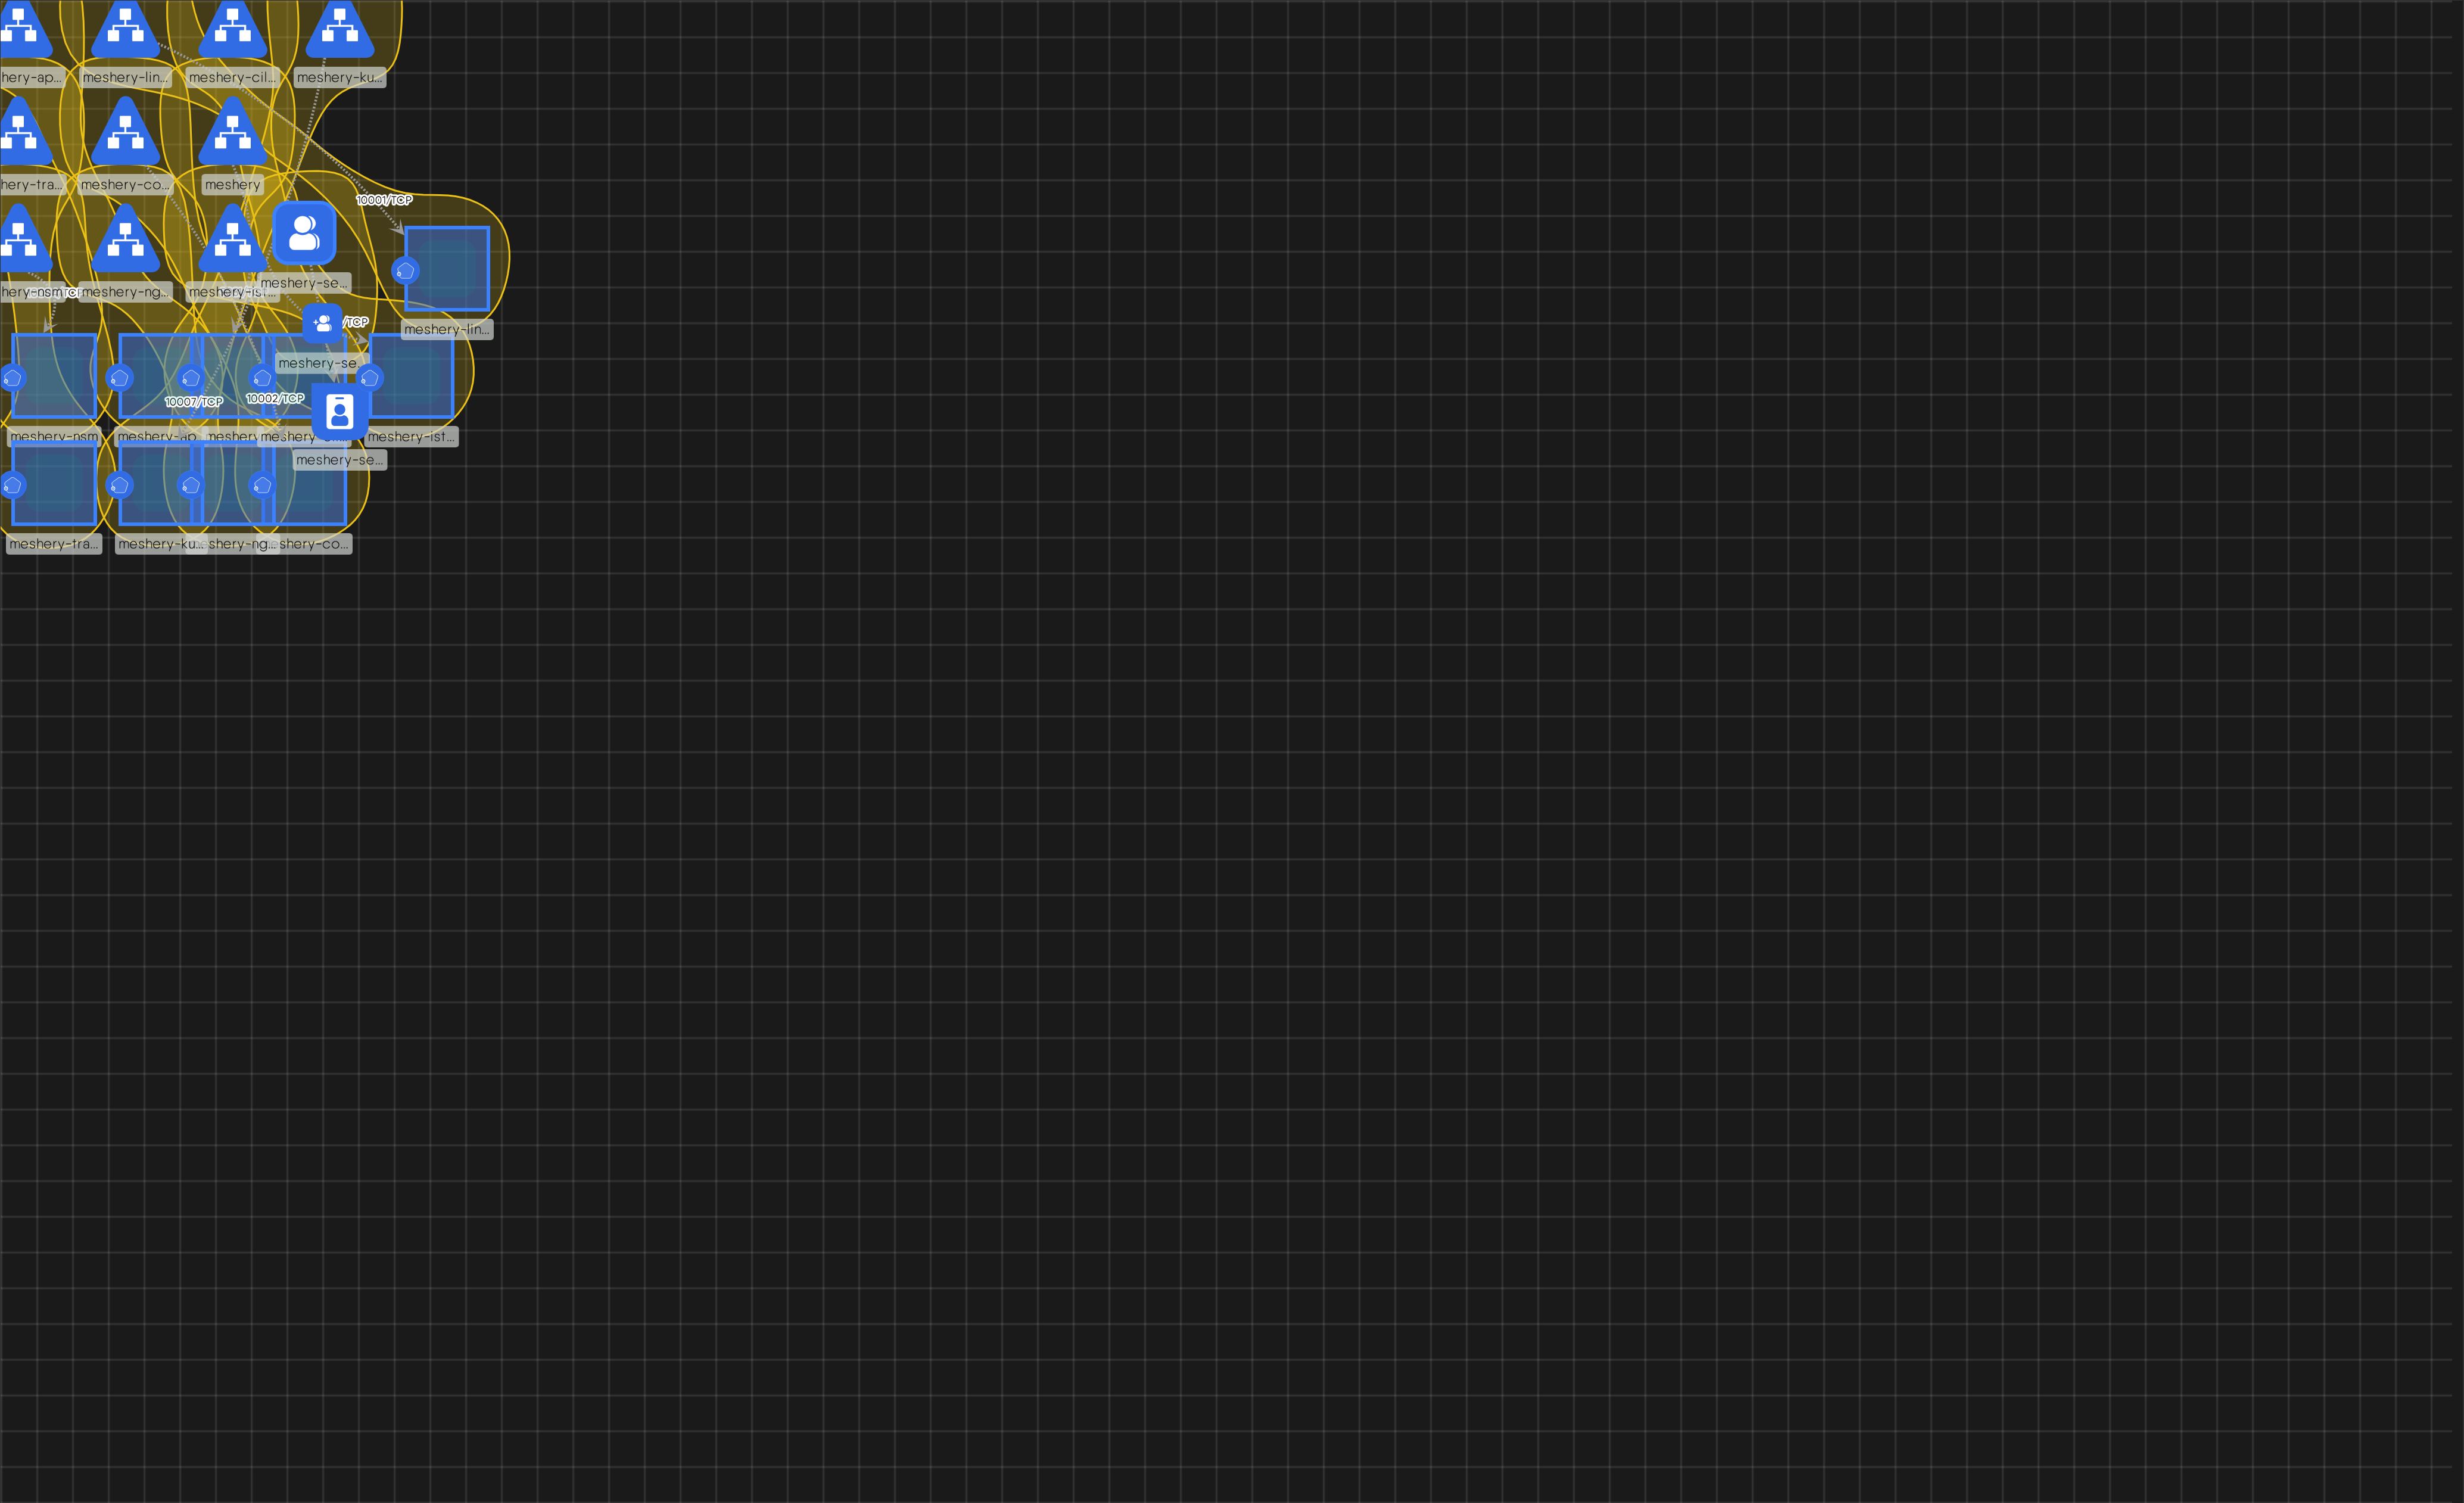 hery-ap...
meshery-lin...
meshery-cil...
meshery-ku...
hery-tra...
meshery-co...
meshery
10001/TCP
meshery-se...
hery-nsm
meshery-ng...
meshery-ist...
/TCP
meshery-lin...
meshery-se...
10007/TCP
10002/TCP
meshery-nsm
meshery-ap
meshery
meshery-ist...
meshery-se...
meshery-tra...
meshery-ku...
shery-ng...
shery-co...